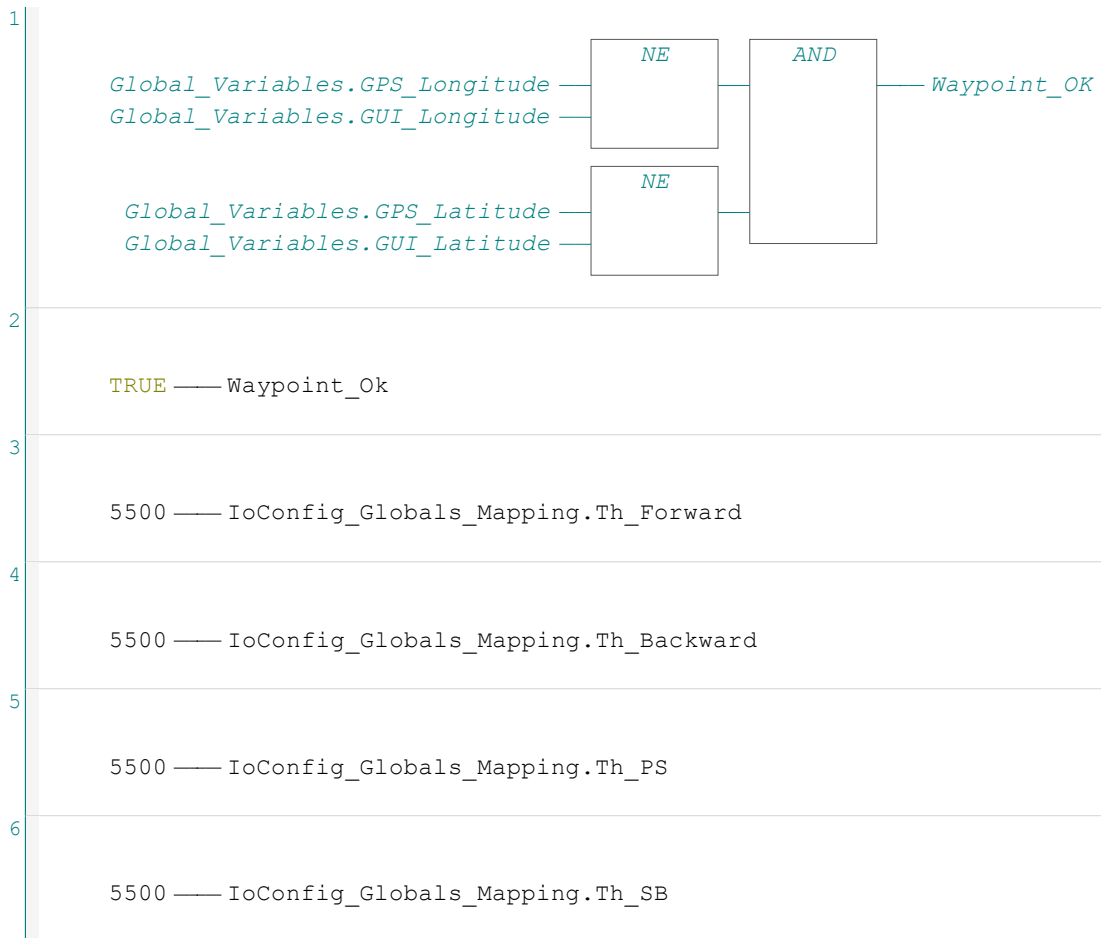 1
NE AND
Global_Variables.GPS_Longitude Waypoint_OK
Global_Variables.GUI_Longitude
NE
Global_Variables.GPS_Latitude
Global_Variables.GUI_Latitude
2
TRUE Waypoint_Ok
3
5500 IoConfig_Globals_Mapping.Th_Forward
4
5500 IoConfig_Globals_Mapping.Th_Backward
5
5500 IoConfig_Globals_Mapping.Th_PS
6
5500 IoConfig_Globals_Mapping.Th_SB